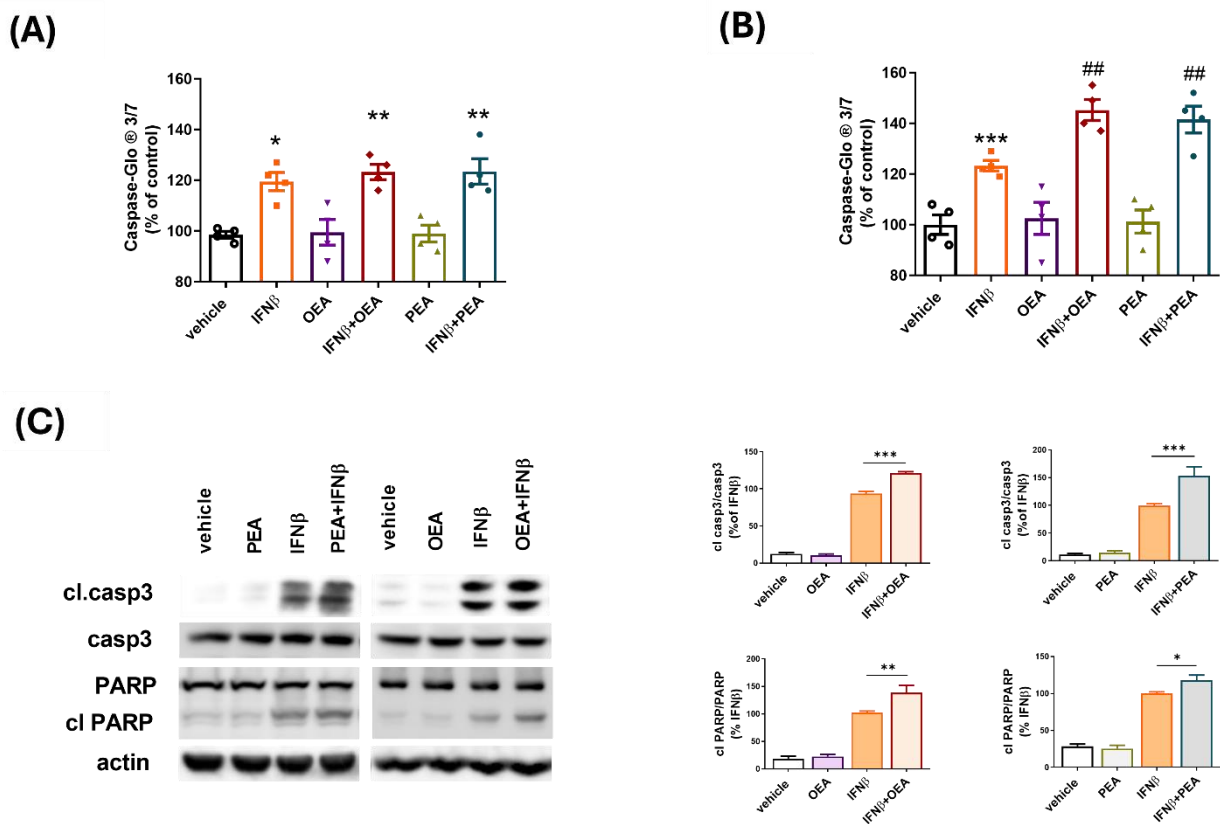 (A)
Caspase-Glo ® 3/7
(% of control)
160
140
120
100
80
*
**
**
vehicle
IFNβ
OEA
IFNβ+OEA
PEA
IFNβ+PEA
(B)
Caspase-Glo ® 3/7
(% of control)
160
140
120
100
80
***
##
##
vehicle
IFNβ
OEA
IFNβ+OEA
PEA
IFNβ+PEA
(C)
vehicle
PEA
IFNβ
PEA+IFNβ
vehicle
OEA
IFNβ
OEA+IFNβ
cl.casp3
casp3
PARP
cl PARP
actin
cl casp3/casp3
(%of IFNβ)
150
100
50
0
***
vehicle
OEA
IFNβ
IFNβ+OEA
cl casp3/casp3
(%of IFNβ)
200
150
100
50
0
***
vehicle
PEA
IFNβ
IFNβ+PEA
cl PARP/PARP
(% IFNβ)
200
150
100
50
0
**
vehicle
OEA
IFNβ
IFNβ+OEA
cl PARP/PARP
(% IFNβ)
150
100
50
0
*
vehicle
PEA
IFNβ
IFNβ+PEA